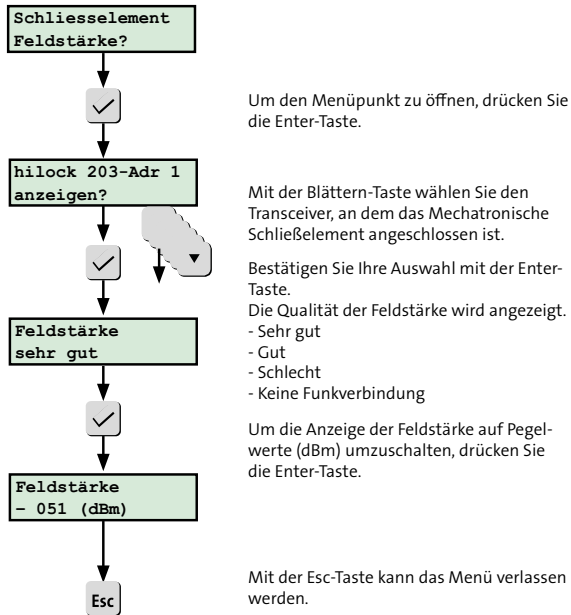 Schliesselement
Feldstärke?
Um den Menüpunkt zu öffnen, drücken Sie
die Enter-Taste.
hilock 203-Adr 1
anzeigen?
Mit der Blättern-Taste wählen Sie den
Transceiver, an dem das Mechatronische
Schließelement angeschlossen ist.
Bestätigen Sie Ihre Auswahl mit der Enter-
Taste.
Die Qualität der Feldstärke wird angezeigt.
- Sehr gut
- Gut
- Schlecht
- Keine Funkverbindung
Feldstärke
sehr gut
Um die Anzeige der Feldstärke auf Pegel-
werte (dBm) umzuschalten, drücken Sie
die Enter-Taste.
Feldstärke
– 051 (dBm)
Esc
Mit der Esc-Taste kann das Menü verlassen
werden.